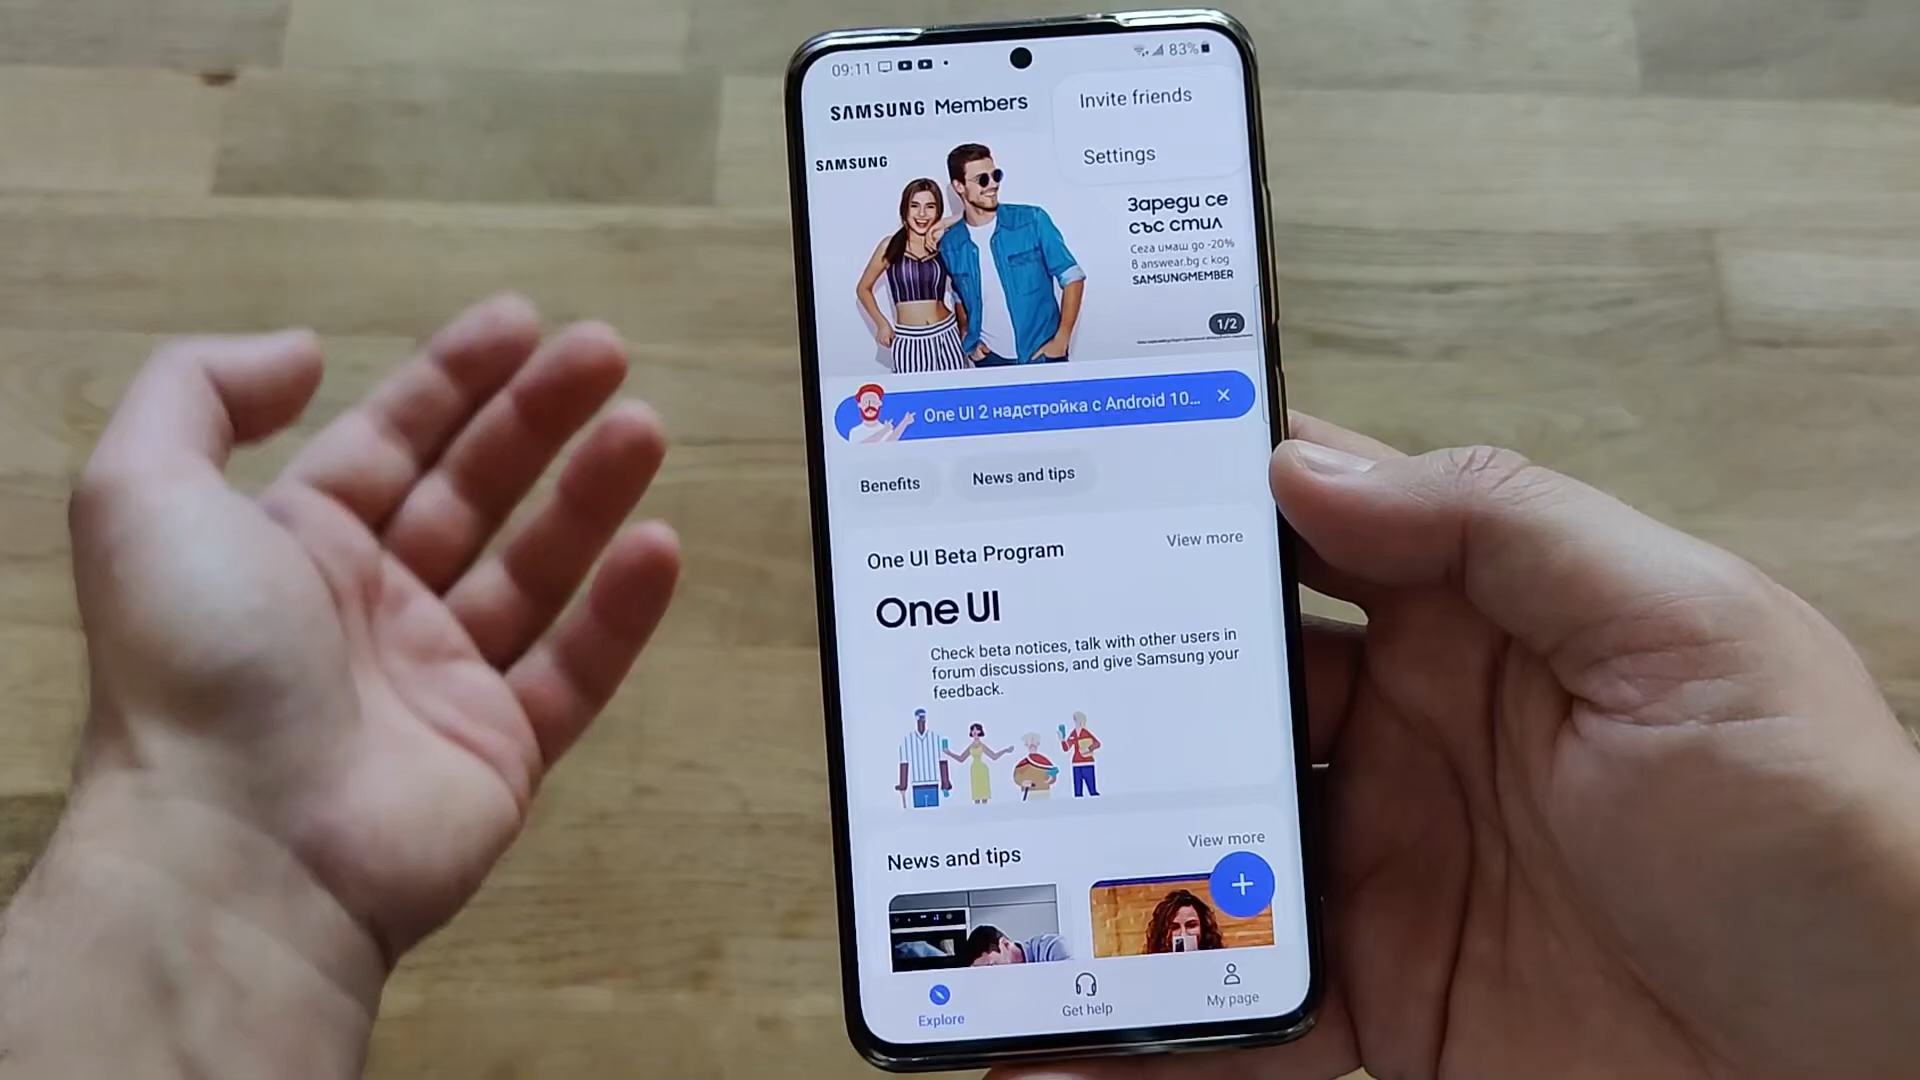 09:11
83%
SAMSUNG Members
Invite friends
Settings
SAMSUNG
Зареди се
със стил
Сега имаш до -20%
в answear.bg с код
SAMSUNGMEMBER
1/2
One UI 2 надстройка с Android 10...
Benefits
News and tips
One UI Beta Program
View more
One UI
Check beta notices, talk with other users in
forum discussions, and give Samsung your
feedback.
News and tips
View more
Explore
Get help
My page